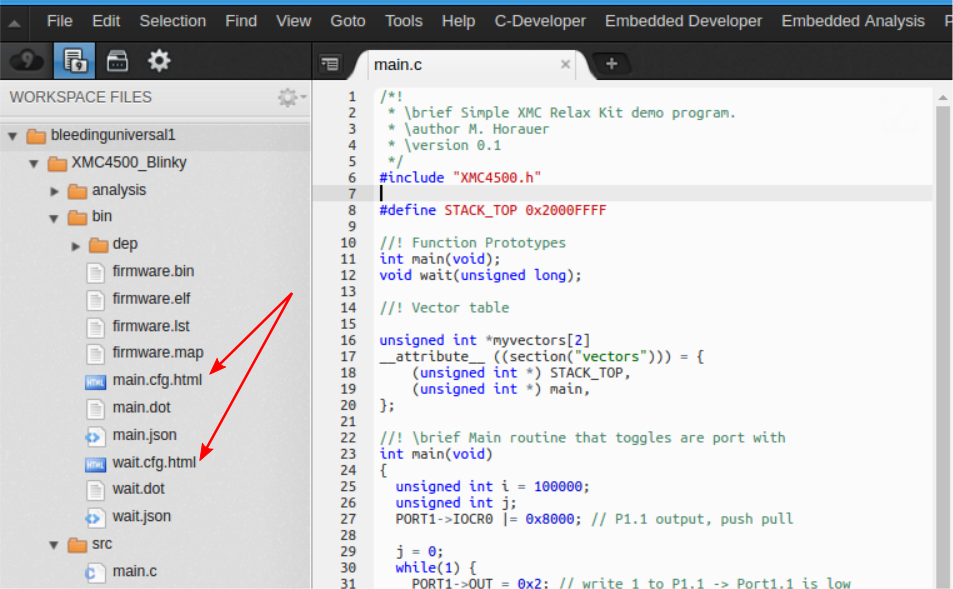 File Edit Selection Find View Goto Tools Help C-Developer Embedded Developer Embedded Analysis
main.c × +
WORKSPACE FILES
bleedinguniversal1
XMC4500_Blinky
analysis
bin
dep
firmware.bin
firmware.elf
firmware.lst
firmware.map
HTML main.cfg.html
main.dot
main.json
HTML wait.cfg.html
wait.dot
wait.json
src
main.c
1 /*!
2 * \brief Simple XMC Relax Kit demo program.
3 * \author M. Horauer
4 * \version 0.1
5 */
6 #include "XMC4500.h"
7
8 #define STACK_TOP 0x2000FFFF
9
10 //! Function Prototypes
11 int main(void);
12 void wait(unsigned long);
13
14 //! Vector table
15
16 unsigned int *myvectors[2]
17 __attribute__ ((section("vectors"))) = {
18 (unsigned int *) STACK_TOP,
19 (unsigned int *) main,
20 };
21
22 //! \brief Main routine that toggles are port with
23 int main(void)
24 {
25 unsigned int i = 100000;
26 unsigned int j;
27 PORT1->IOCR0 |= 0x8000; // P1.1 output, push pull
28
29 j = 0;
30 while(1) {
31 PORT1->OUT = 0x2; // write 1 to P1.1 -> Port1.1 is low